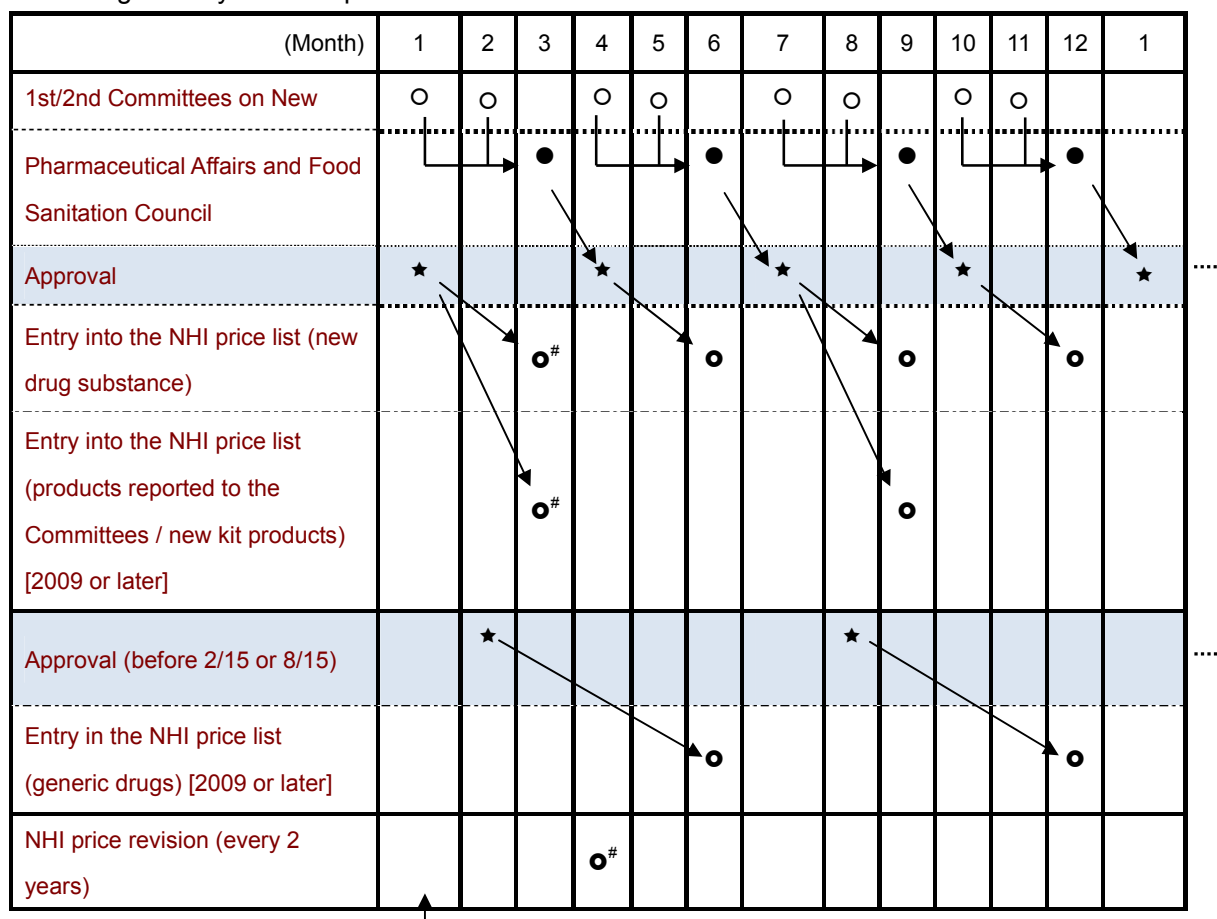 (Month) 1 2 3 4 5 6 7 8 9 10 11 12 1
1st/2nd Committees on New
Pharmaceutical Affairs and Food
Sanitation Council
Approval
Entry into the NHI price list (new
drug substance)
#
Entry into the NHI price list
(products reported to the
Committees / new kit products)
[2009 or later]
#
Approval (before 2/15 or 8/15)
Entry in the NHI price list
(generic drugs) [2009 or later]
NHI price revision (every 2
years)
#